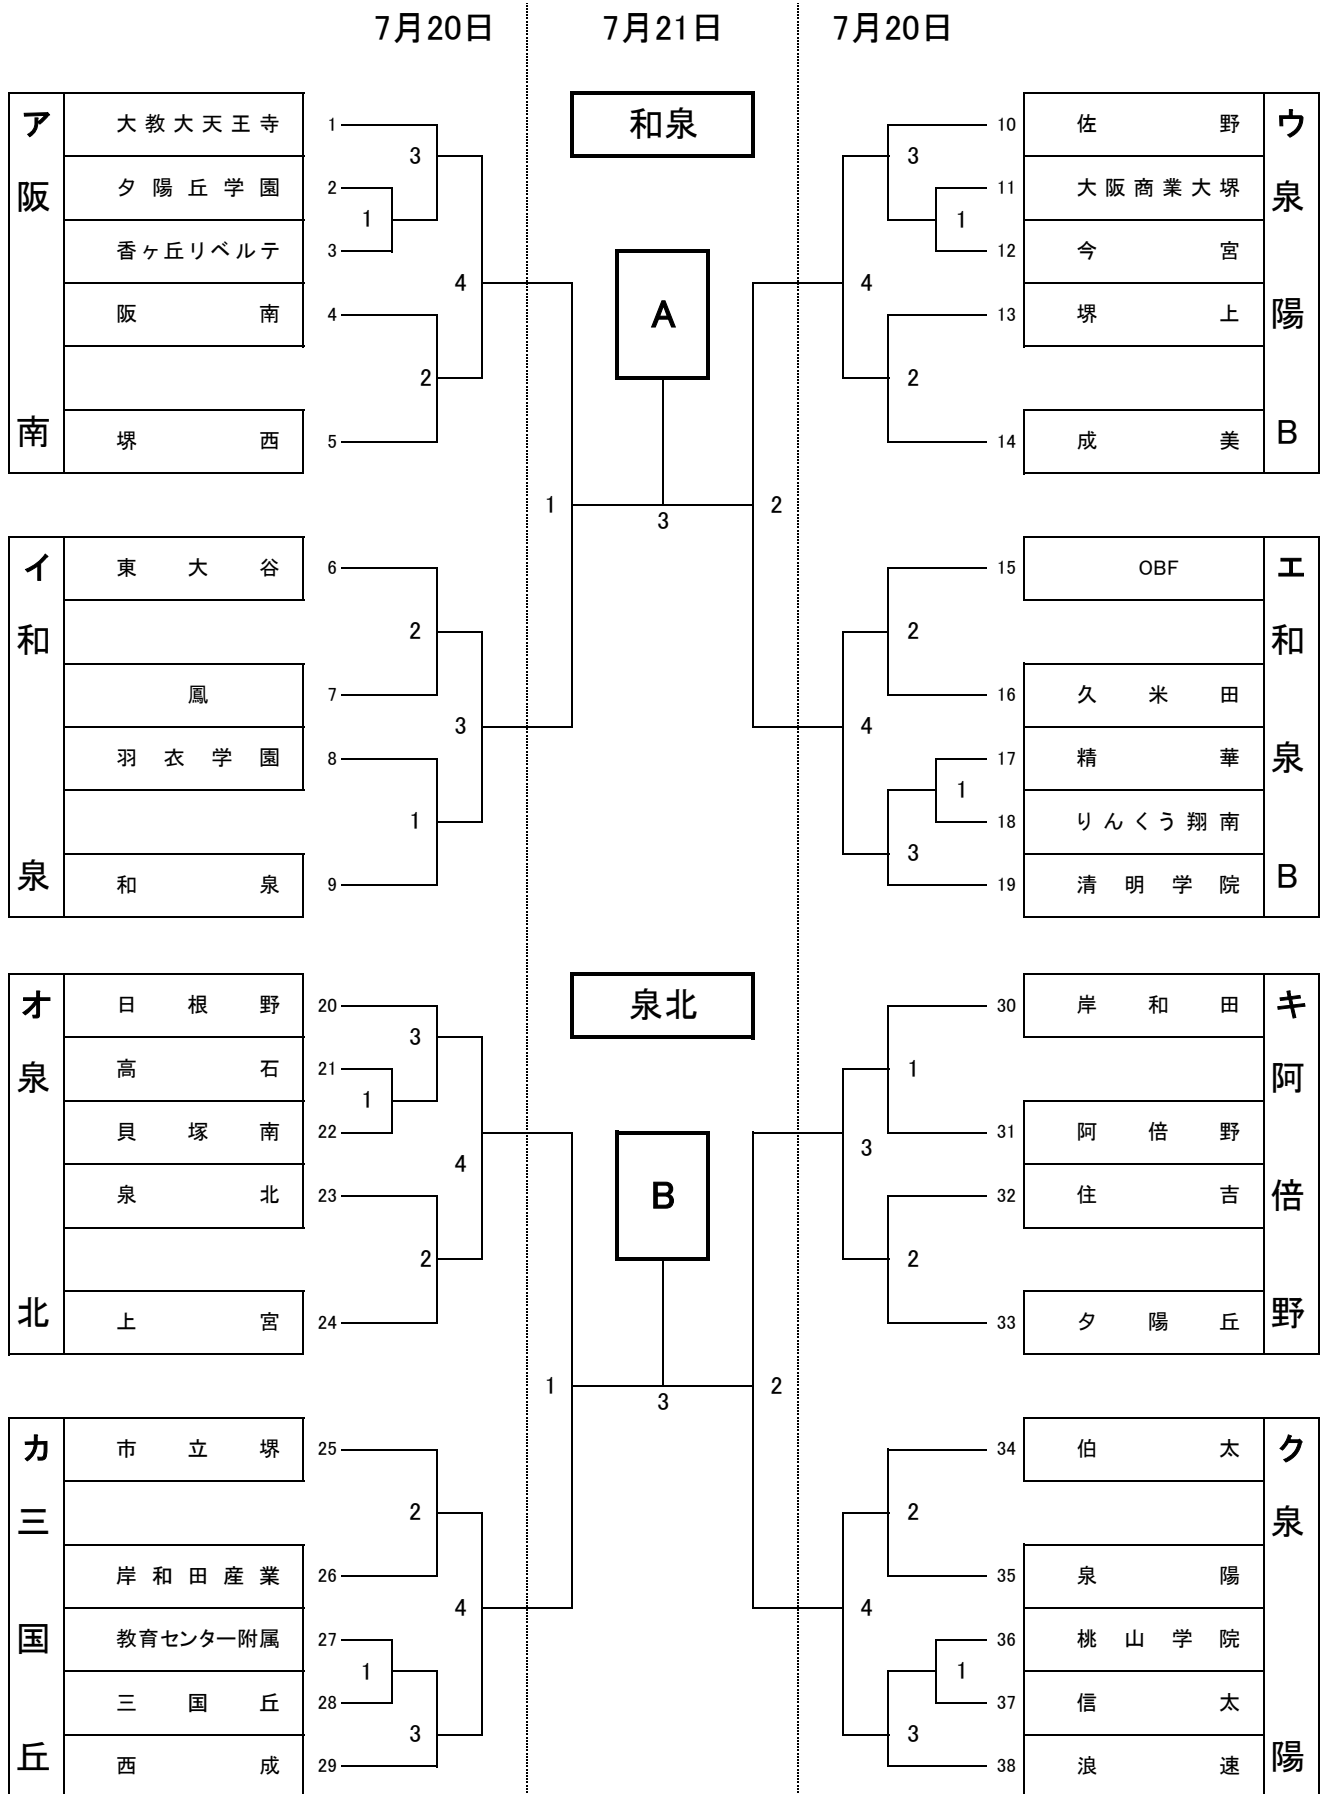 7月20日 7月21日 7月20日
和泉
ア 阪南
大教大天王寺 1
夕陽丘学園 2
香ヶ丘リベルテ 3
阪南 4
堺西 5
3
1
4
2
イ 和泉
東大谷 6
鳳 7
羽衣学園 8
和泉 9
2
3
1
A
1
3
2
ウ 泉陽B
10 佐野
11 大阪商業大堺
12 今宮
13 堺上
14 成美
3
1
4
2
エ 和泉B
15 OBF
16 久米田
17 精華
18 りんくう翔南
19 清明学院
2
4
1
3
泉北
オ 泉北
日根野 20
高石 21
貝塚南 22
泉北 23
上宮 24
3
1
4
2
カ 三国丘
市立堺 25
岸和田産業 26
教育センター附属 27
三国丘 28
西成 29
2
4
1
3
B
1
3
2
キ 阿倍野
30 岸和田
31 阿倍野
32 住吉
33 夕陽丘
1
3
2
ク 泉陽
34 伯太
35 泉陽
36 桃山学院
37 信太
38 浪速
2
4
1
3